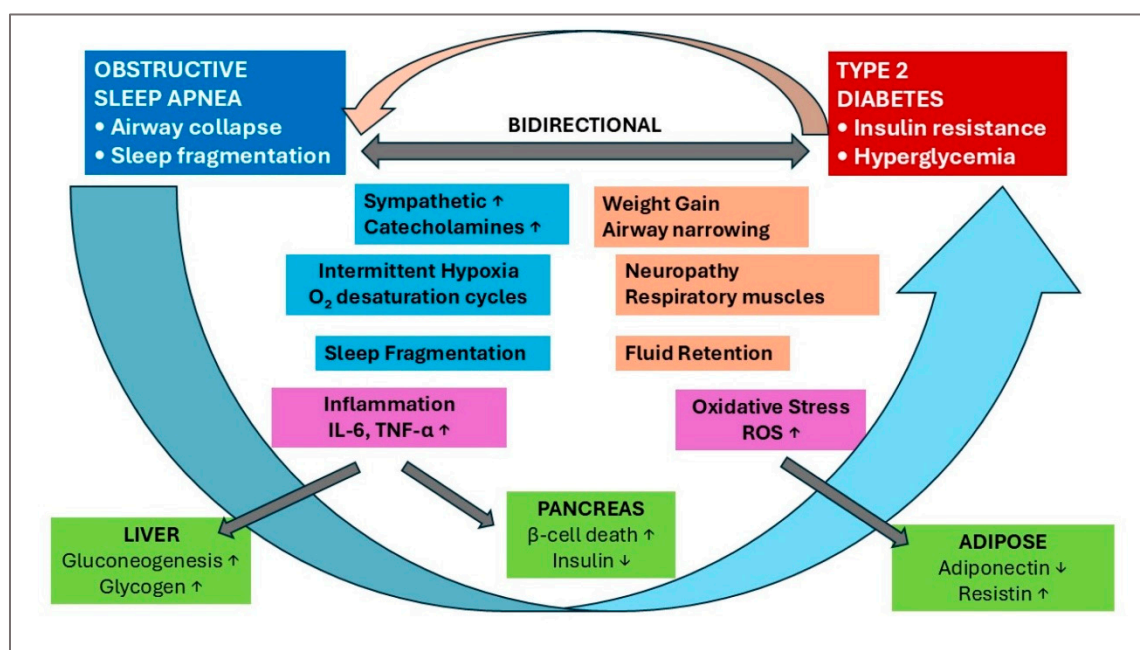 OBSTRUCTIVE
SLEEP APNEA
• Airway collapse
• Sleep fragmentation
BIDIRECTIONAL
TYPE 2
DIABETES
• Insulin resistance
• Hyperglycemia
Sympathetic ↑
Catecholamines ↑
Weight Gain
Airway narrowing
Intermittent Hypoxia
O₂ desaturation cycles
Neuropathy
Respiratory muscles
Sleep Fragmentation
Fluid Retention
Inflammation
IL-6, TNF-α ↑
Oxidative Stress
ROS ↑
LIVER
Gluconeogenesis ↑
Glycogen ↑
PANCREAS
β-cell death ↑
Insulin ↓
ADIPOSE
Adiponectin ↓
Resistin ↑